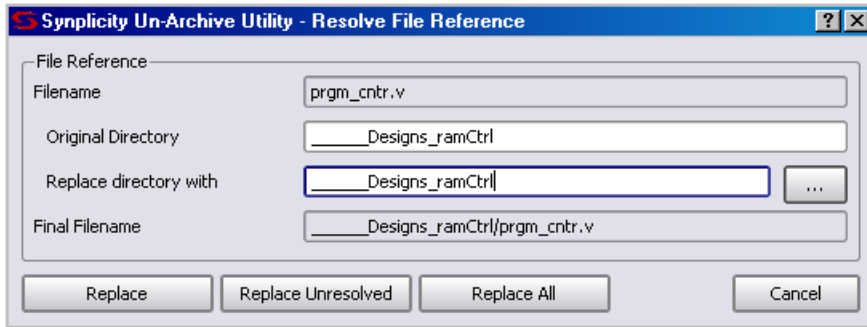 Synplicity Un-Archive Utility - Resolve File Reference ? X
File Reference
Filename prgm_cntr.v
Original Directory ______Designs_ramCtrl
Replace directory with ______Designs_ramCtrl ...
Final Filename ______Designs_ramCtrl/prgm_cntr.v
Replace Replace Unresolved Replace All Cancel